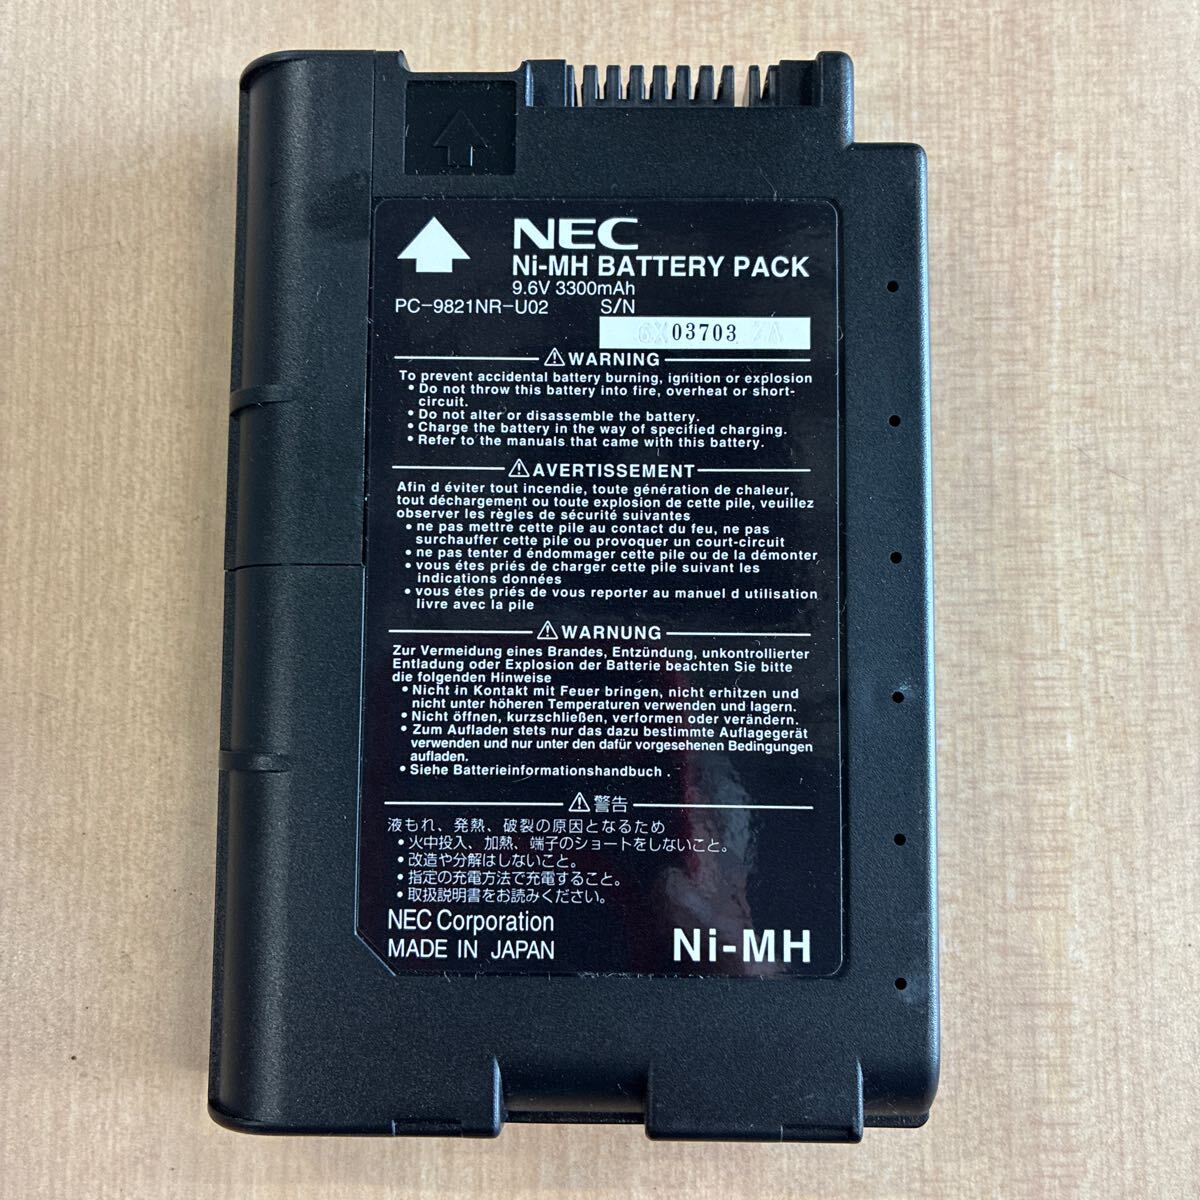 NEC
Ni-MH BATTERY PACK
9.6V 3300mAh
PC-9821NR-U02 S/N
6X 03703 ZA
⚠WARNING
To prevent accidental battery burning, ignition or explosion
• Do not throw this battery into fire, overheat or short-
circuit.
• Do not alter or disassemble the battery.
• Charge the battery in the way of specified charging.
• Refer to the manuals that came with this battery.
⚠AVERTISSEMENT
Afin d éviter tout incendie, toute génération de chaleur,
tout déchargement ou toute explosion de cette pile, veuillez
observer les règles de sécurité suivantes
• ne pas mettre cette pile au contact du feu, ne pas
surchauffer cette pile ou provoquer un court-circuit
• ne pas tenter d éndommager cette pile ou de la démonter
• vous étes priés de charger cette pile suivant les
indications données
• vous étes priés de vous reporter au manuel d utilisation
livre avec la pile
⚠WARNUNG
Zur Vermeidung eines Brandes, Entzündung, unkontrollierter
Entladung oder Explosion der Batterie beachten Sie bitte
die folgenden Hinweise
• Nicht in Kontakt mit Feuer bringen, nicht erhitzen und
nicht unter höheren Temperaturen verwenden und lagern.
• Nicht öffnen, kurzschließen, verformen oder verändern.
• Zum Aufladen stets nur das dazu bestimmte Auflagegerät
verwenden und nur unter den dafür vorgesehenen Bedingungen
aufladen.
• Siehe Batterieinformationshandbuch .
⚠警告
液もれ、発熱、破裂の原因となるため
・火中投入、加熱、端子のショートをしないこと。
・改造や分解はしないこと。
・指定の充電方法で充電すること。
・取扱説明書をお読みください。
NEC Corporation
MADE IN JAPAN
Ni-MH